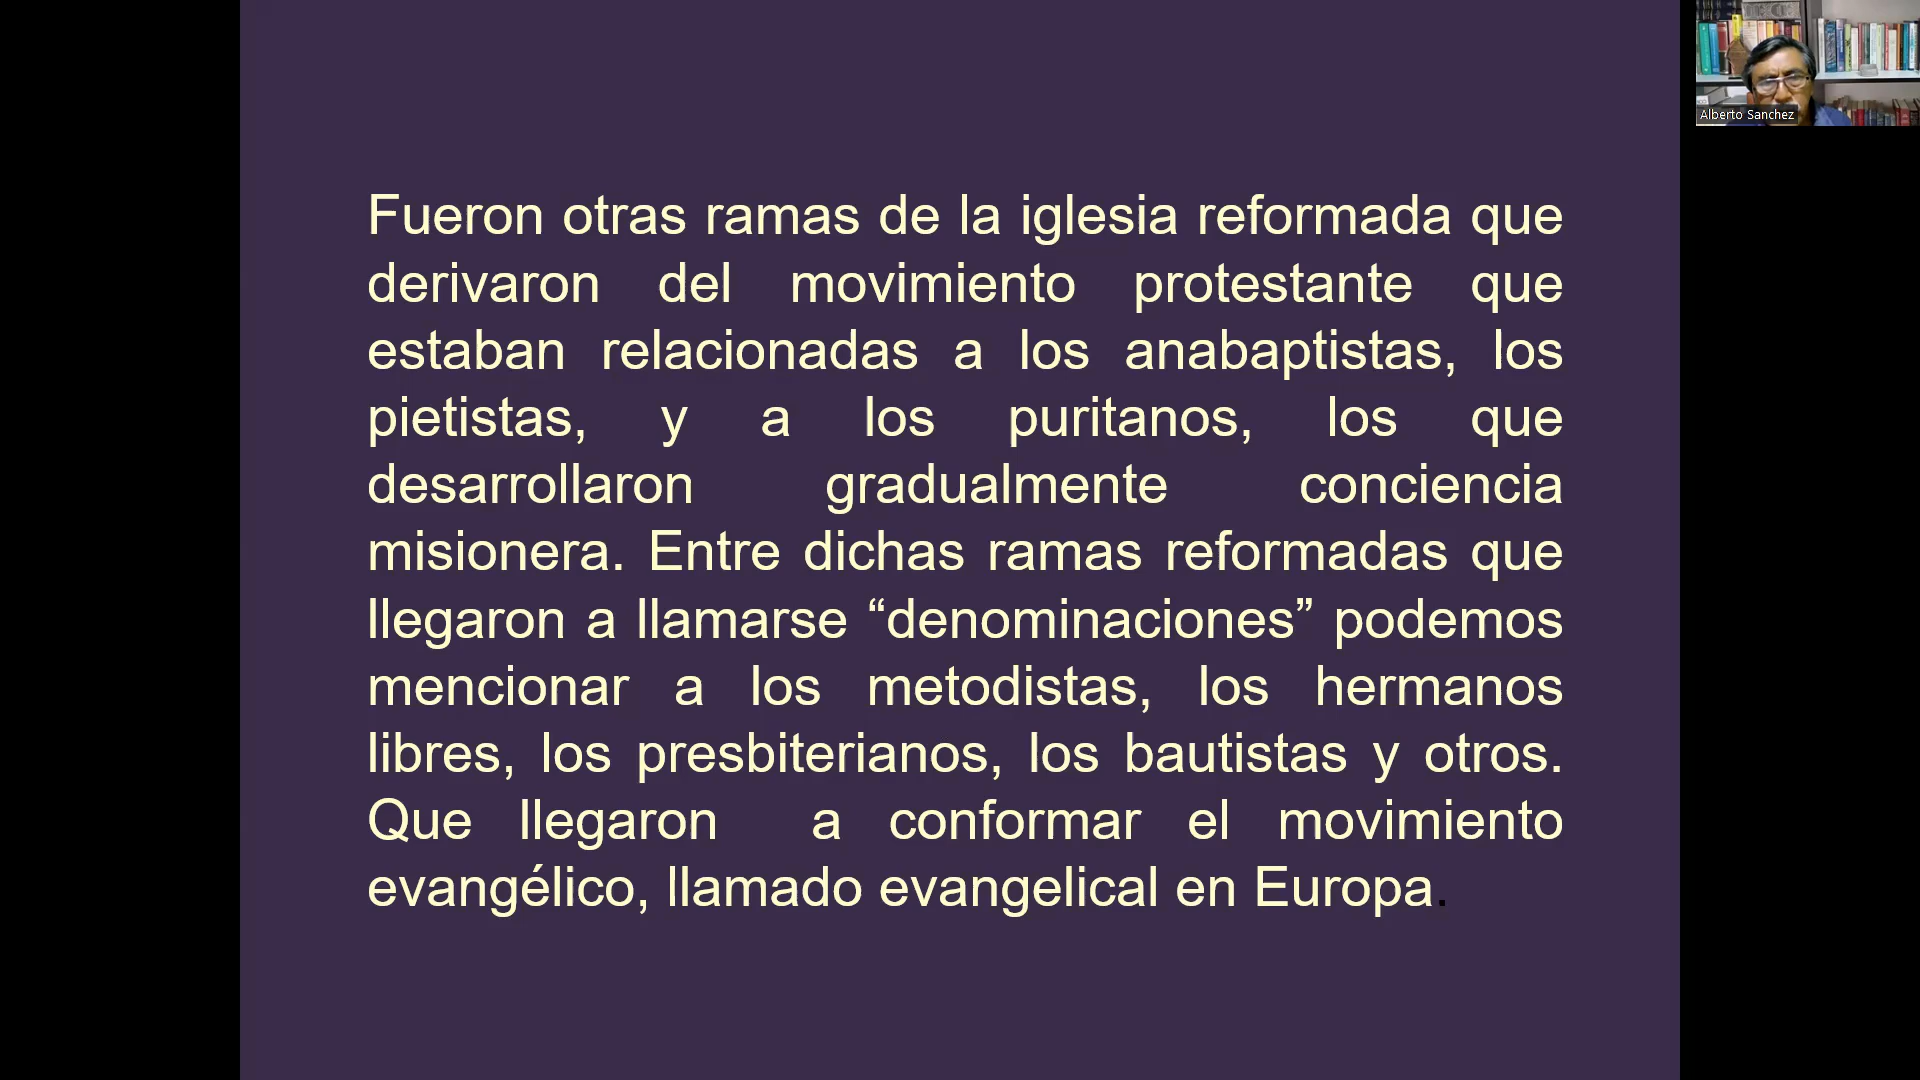 Fueron otras ramas de la iglesia reformada que
derivaron del movimiento protestante que
estaban relacionadas a los anabaptistas, los
pietistas, y a los puritanos, los que
desarrollaron gradualmente conciencia
misionera. Entre dichas ramas reformadas que
llegaron a llamarse “denominaciones” podemos
mencionar a los metodistas, los hermanos
libres, los presbiterianos, los bautistas y otros.
Que llegaron a conformar el movimiento
evangélico, llamado evangelical en Europa.
Alberto Sanchez